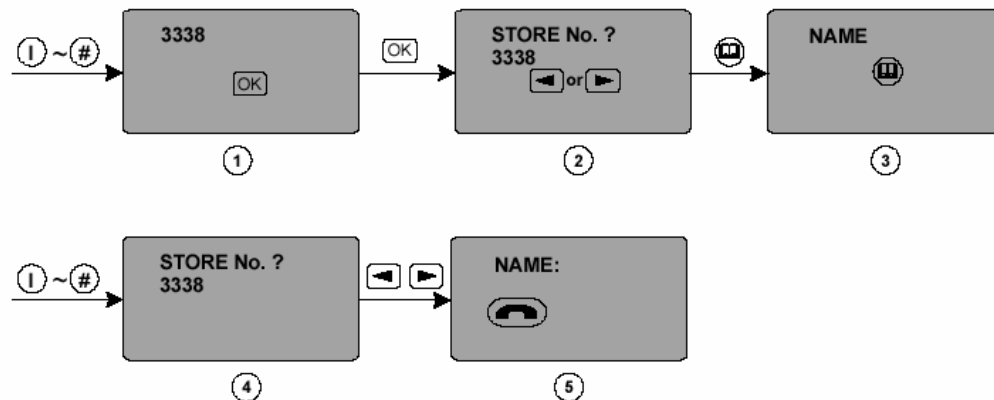 I ~ #
3338
OK
OK
STORE No. ?
3338
or
NAME
1
2
3
I ~ #
STORE No. ?
3338
NAME:
4
5